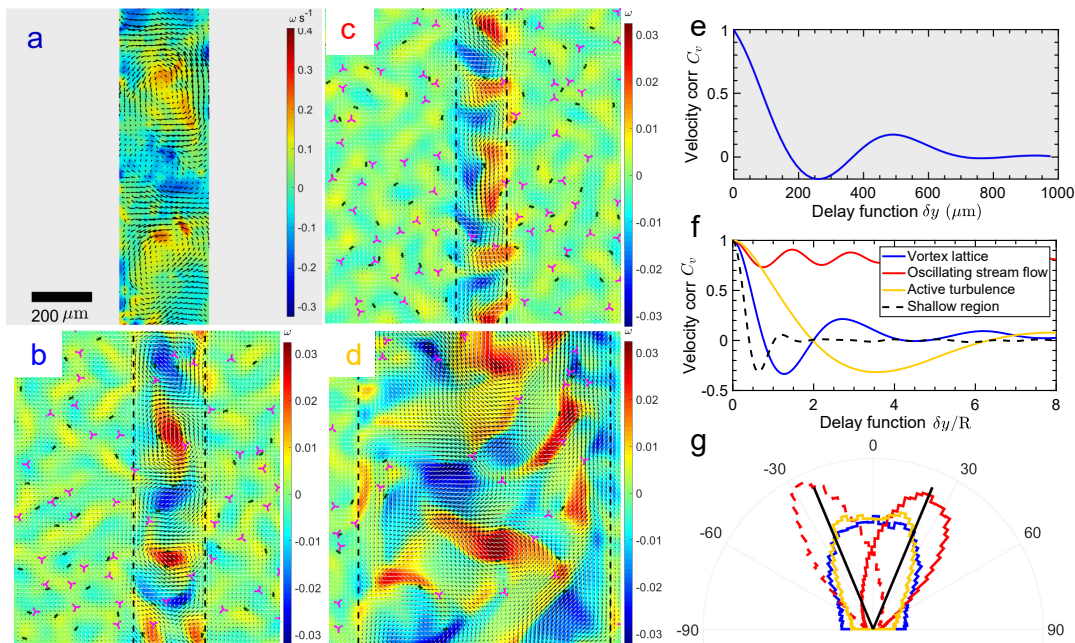 a
ω s⁻¹
0.4
0.3
0.2
0.1
0
-0.1
-0.2
-0.3
200 μm
c
ω
0.03
0.02
0.01
0
-0.01
-0.02
-0.03
b
ω
0.03
0.02
0.01
0
-0.01
-0.02
-0.03
d
ω
0.03
0.02
0.01
0
-0.01
-0.02
-0.03
e
Velocity corr C_v
1
0.5
0
0
200
400
600
800
1000
Delay function δy (μm)
f
Velocity corr C_v
1
0.5
0
-0.5
Vortex lattice
Oscillating stream flow
Active turbulence
Shallow region
0
2
4
6
8
Delay function δy/R
g
0
-30
30
-60
60
-90
90